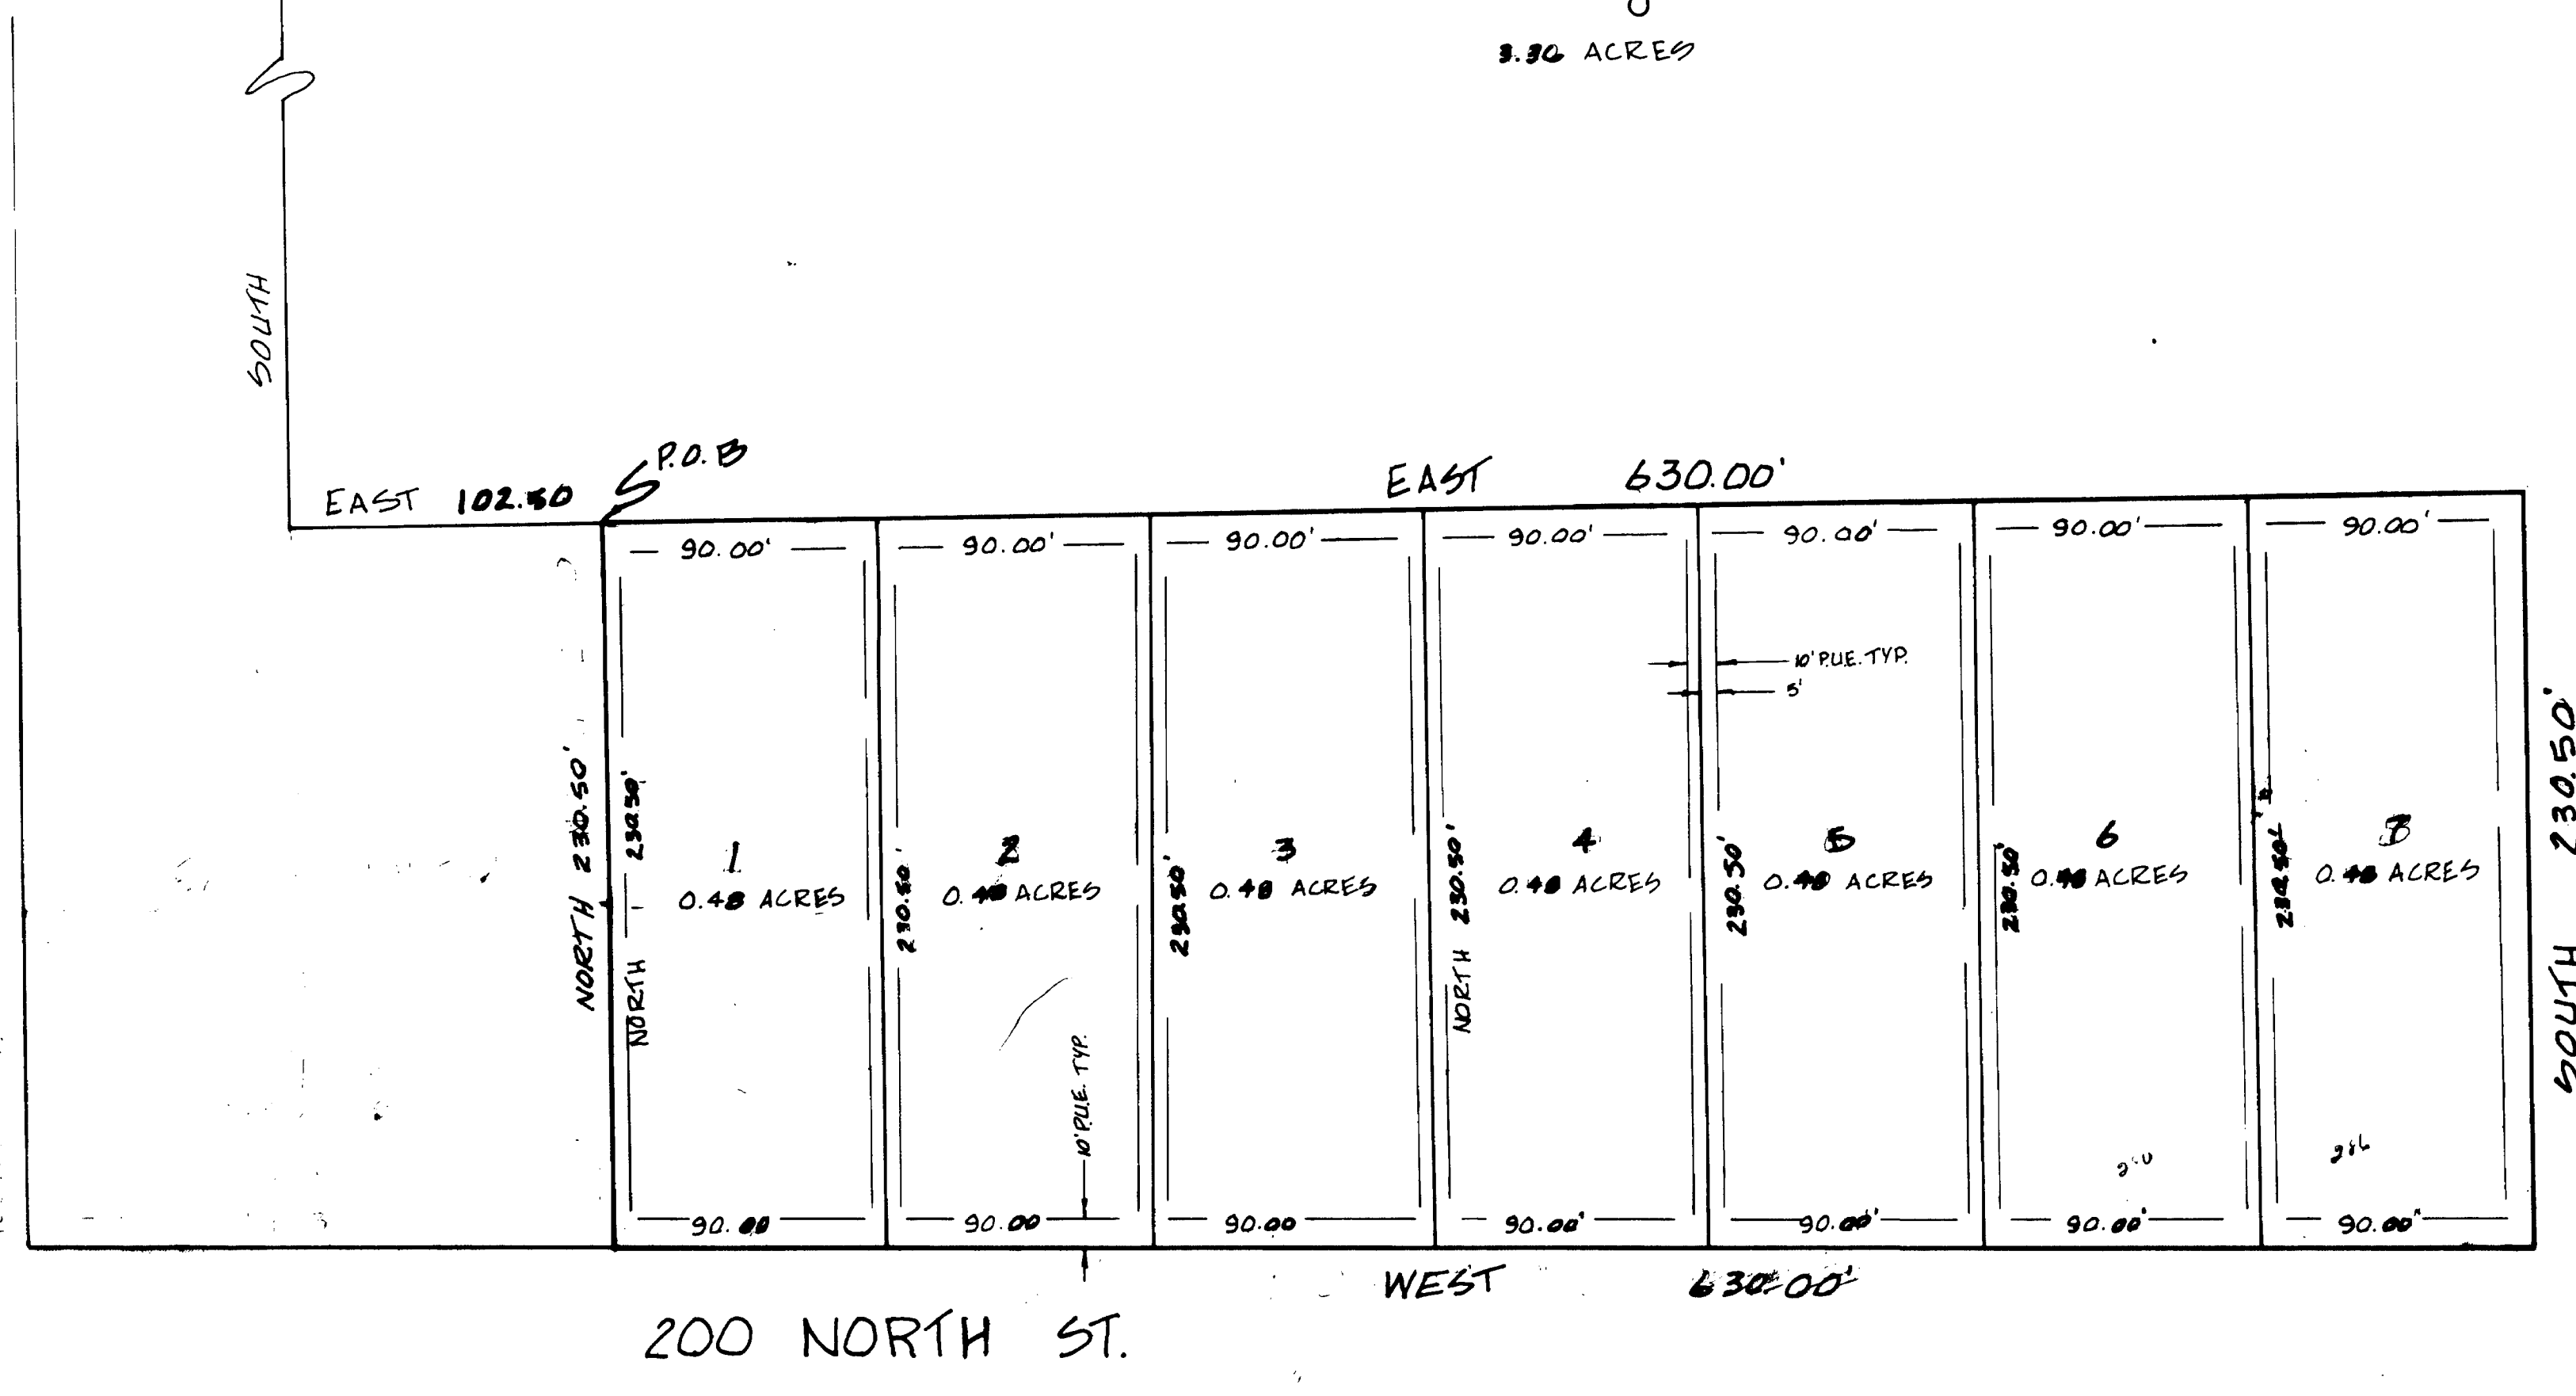 ACRES
SOUTH
P.O.B
EAST 102.50
EAST 630.00'
90.00' 90.00' 90.00' 90.00' 90.00' 90.00' 90.00'
10' P.U.E. TYP.
5'
NORTH 230.50'
NORTH 230.50'
230.50'
230.50'
NORTH 230.50'
230.50'
230.50'
230.50'
SOUTH 230.50'
1 2 3 4 5 6 7
0.48 ACRES 0.48 ACRES 0.48 ACRES 0.48 ACRES 0.48 ACRES 0.48 ACRES 0.48 ACRES
10' P.U.E. TYP.
90.00 90.00 90.00 90.00' 90.00' 90.00' 90.00"
WEST 630.00'
200 NORTH ST.